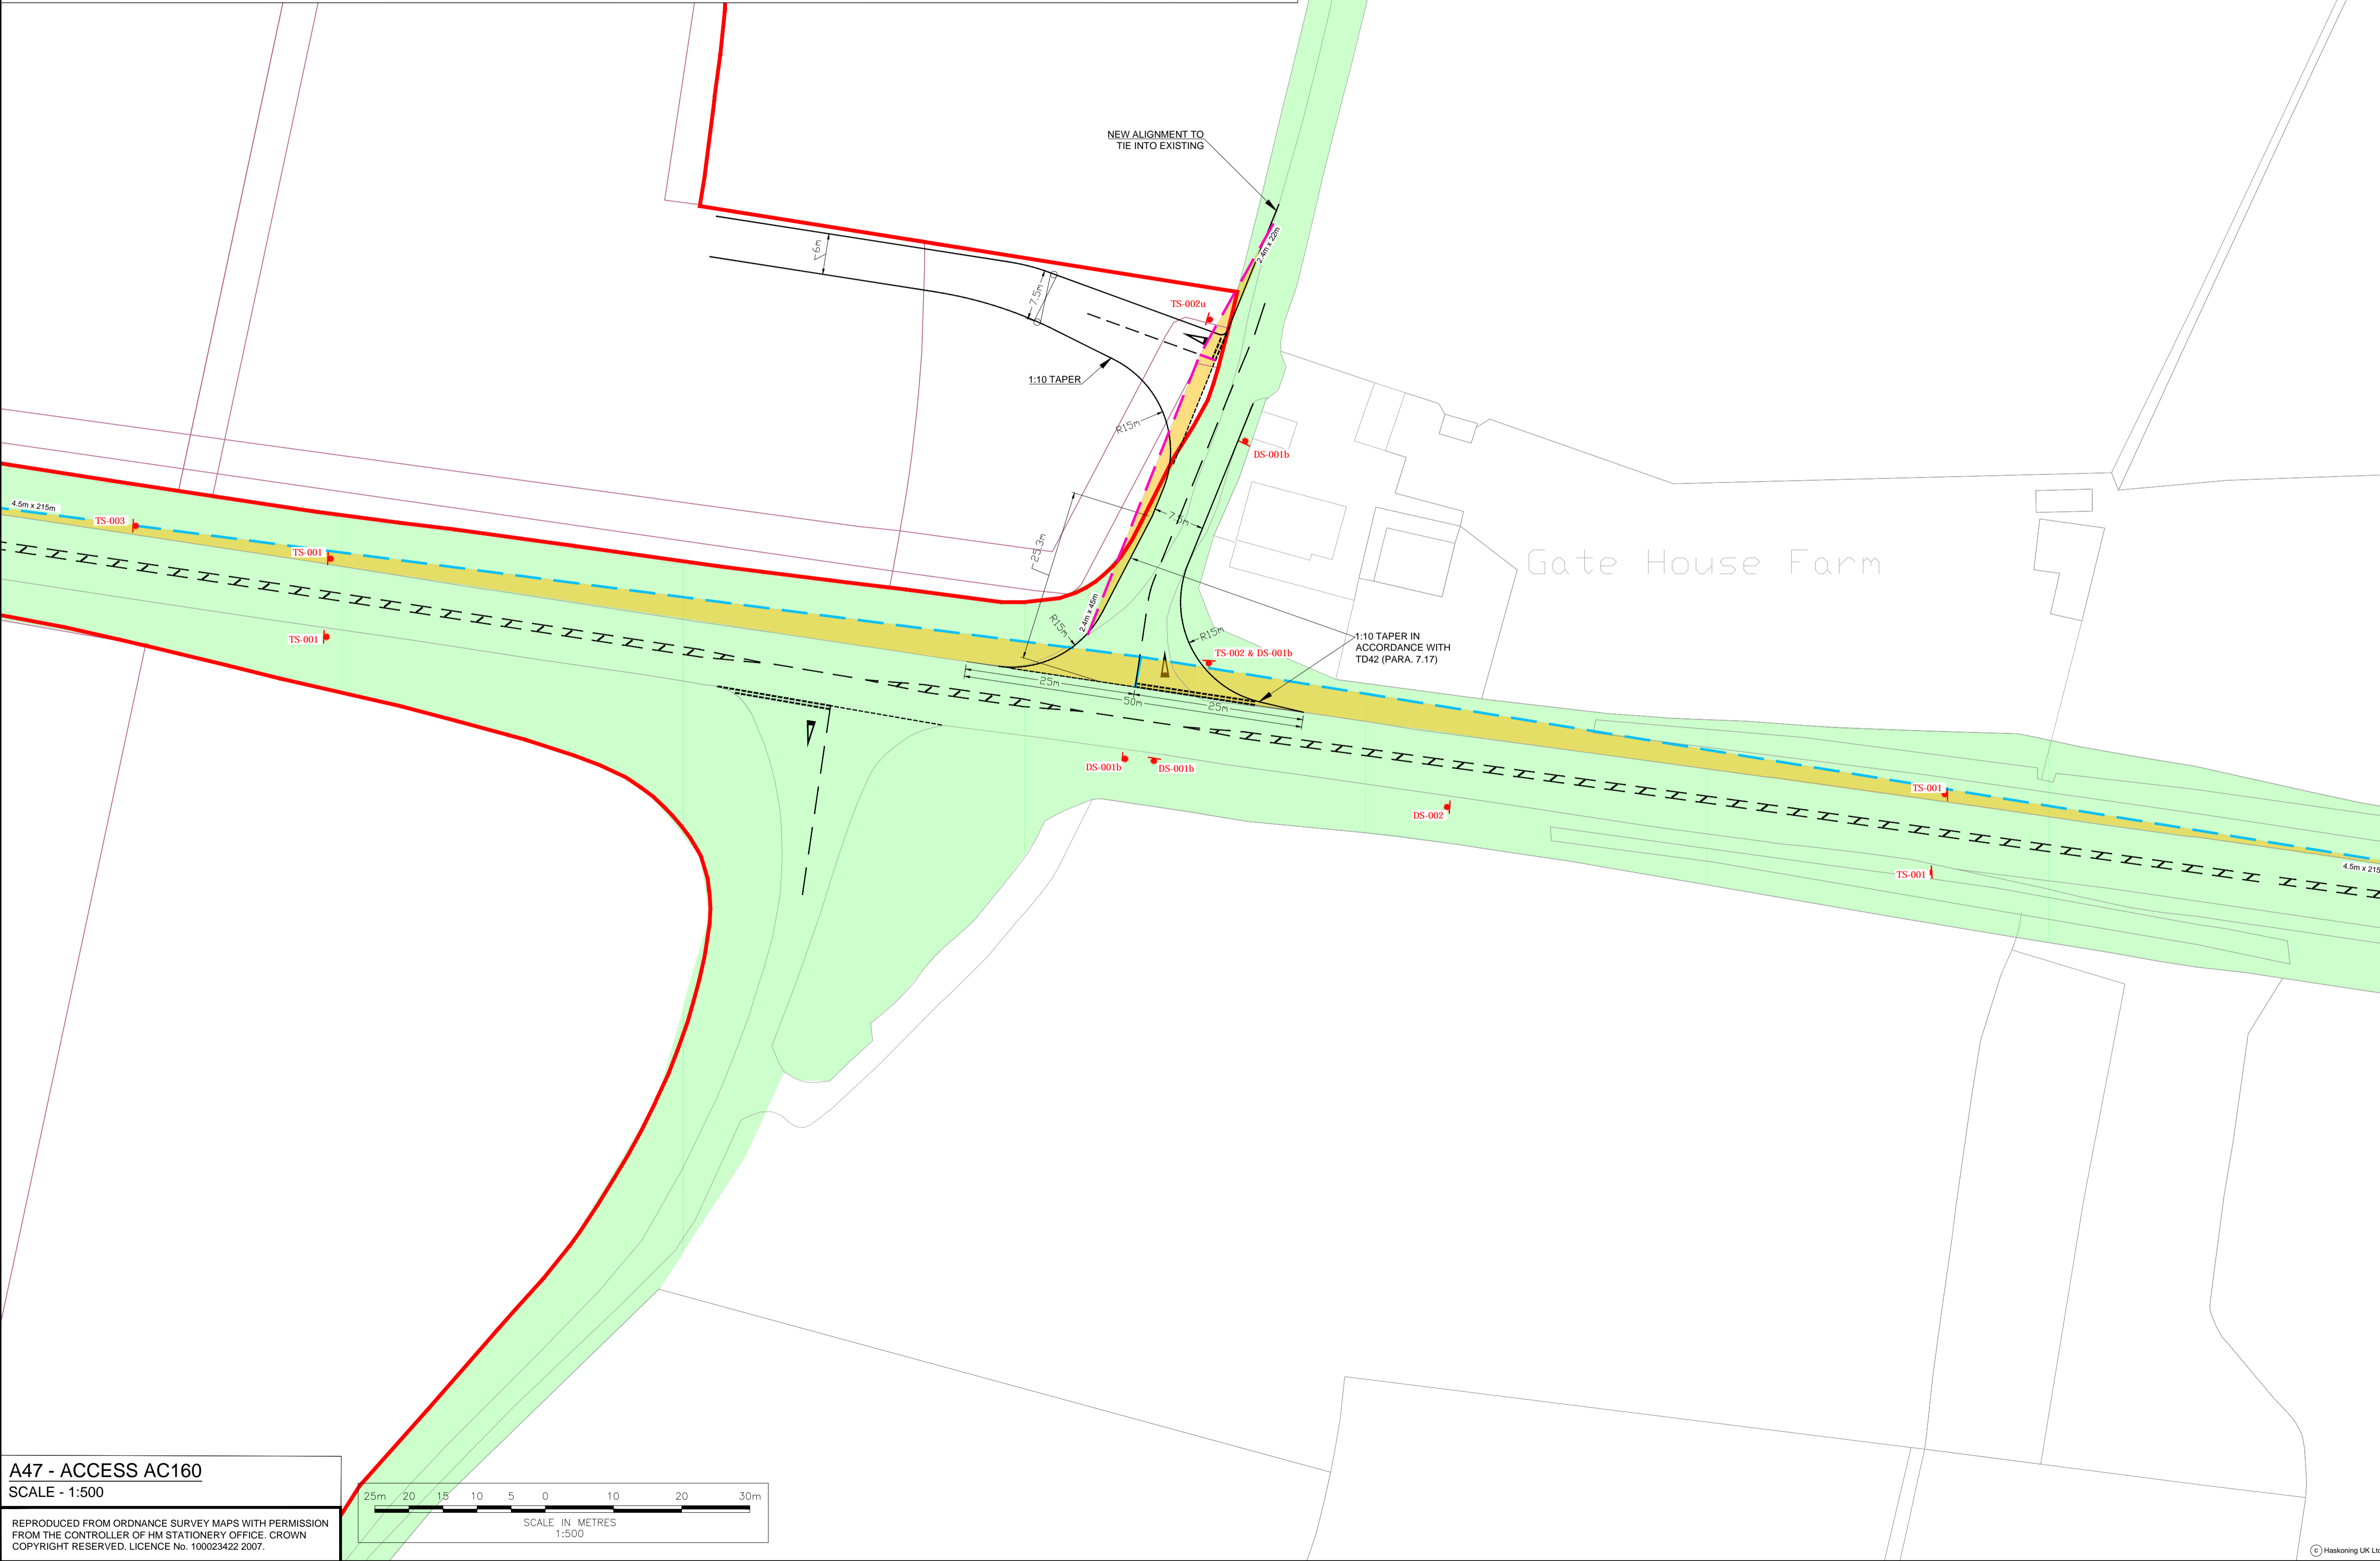 NEW ALIGNMENT TO
TIE INTO EXISTING
2.4m x 22m
6m
7.5m
TS-002u
1:10 TAPER
R15m
DS-001b
4.5m x 215m
TS-003
TS-001
7.5m
25.3m
Gate House Farm
2.4m x 45m
R15m
R15m
TS-001
1:10 TAPER IN
ACCORDANCE WITH
TD42 (PARA. 7.17)
TS-002 & DS-001b
25m
50m
25m
DS-001b
DS-001b
TS-001
DS-002
4.5m x 215
TS-001
A47 - ACCESS AC160
SCALE - 1:500
25m 20 15 10 5 0 10 20 30m
SCALE IN METRES
1:500
REPRODUCED FROM ORDNANCE SURVEY MAPS WITH PERMISSION
FROM THE CONTROLLER OF HM STATIONERY OFFICE. CROWN
COPYRIGHT RESERVED. LICENCE No. 100023422 2007.
© Haskoning UK Ltd